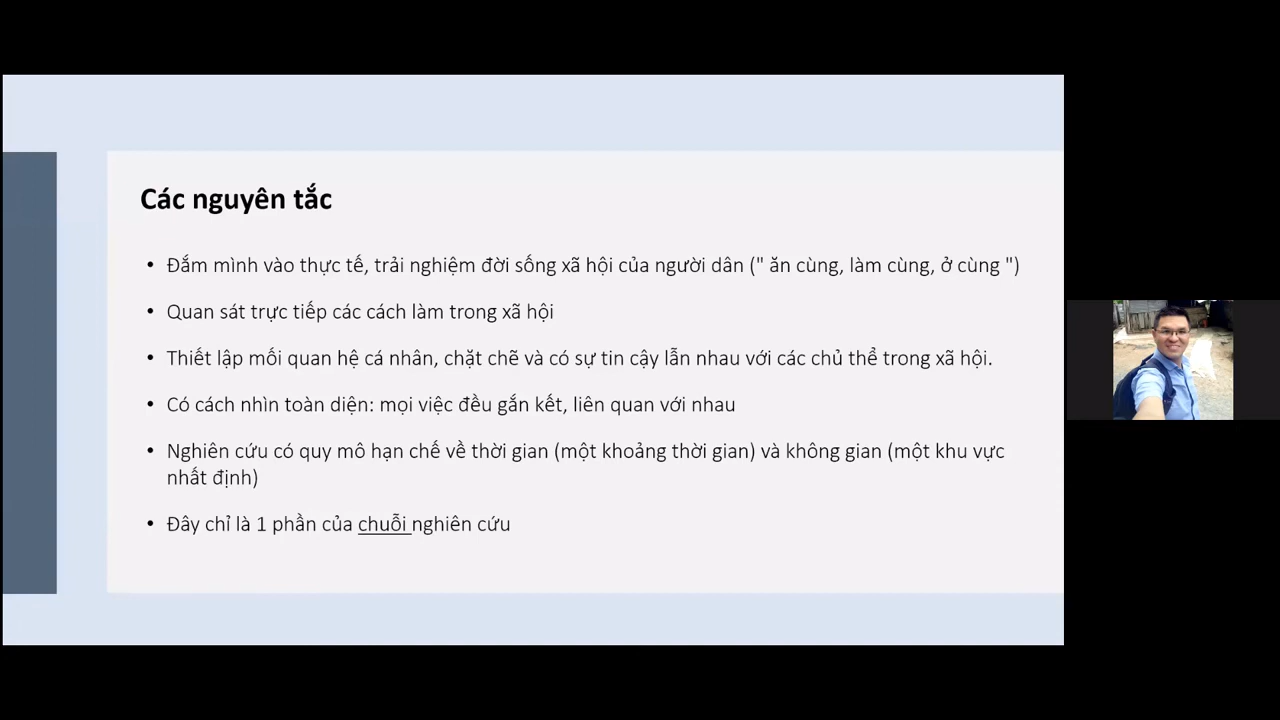 Các nguyên tắc
• Đắm mình vào thực tế, trải nghiệm đời sống xã hội của người dân (" ăn cùng, làm cùng, ở cùng ")
• Quan sát trực tiếp các cách làm trong xã hội
• Thiết lập mối quan hệ cá nhân, chặt chẽ và có sự tin cậy lẫn nhau với các chủ thể trong xã hội.
• Có cách nhìn toàn diện: mọi việc đều gắn kết, liên quan với nhau
• Nghiên cứu có quy mô hạn chế về thời gian (một khoảng thời gian) và không gian (một khu vực
nhất định)
• Đây chỉ là 1 phần của chuỗi nghiên cứu